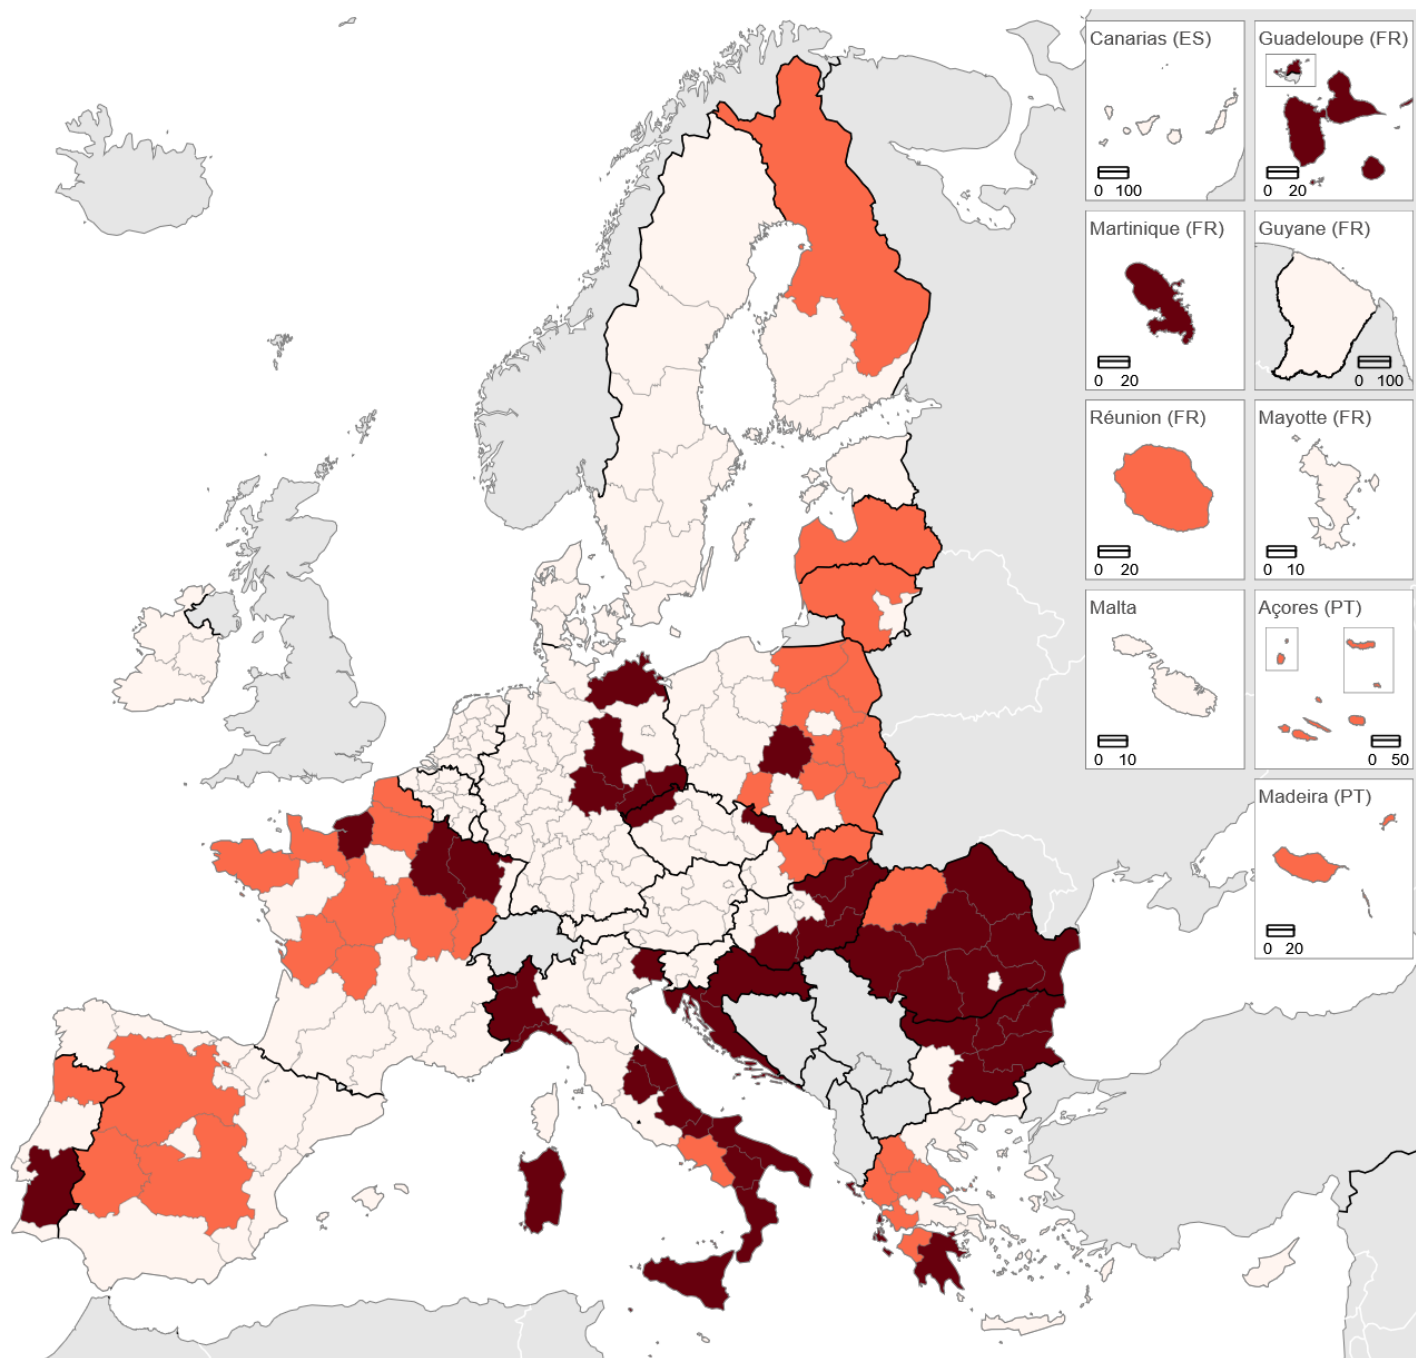 Canarias (ES)
0 100
Guadeloupe (FR)
0 20
Martinique (FR)
0 20
Guyane (FR)
0 100
Réunion (FR)
0 20
Mayotte (FR)
0 10
Malta
0 10
Açores (PT)
0 50
Madeira (PT)
0 20